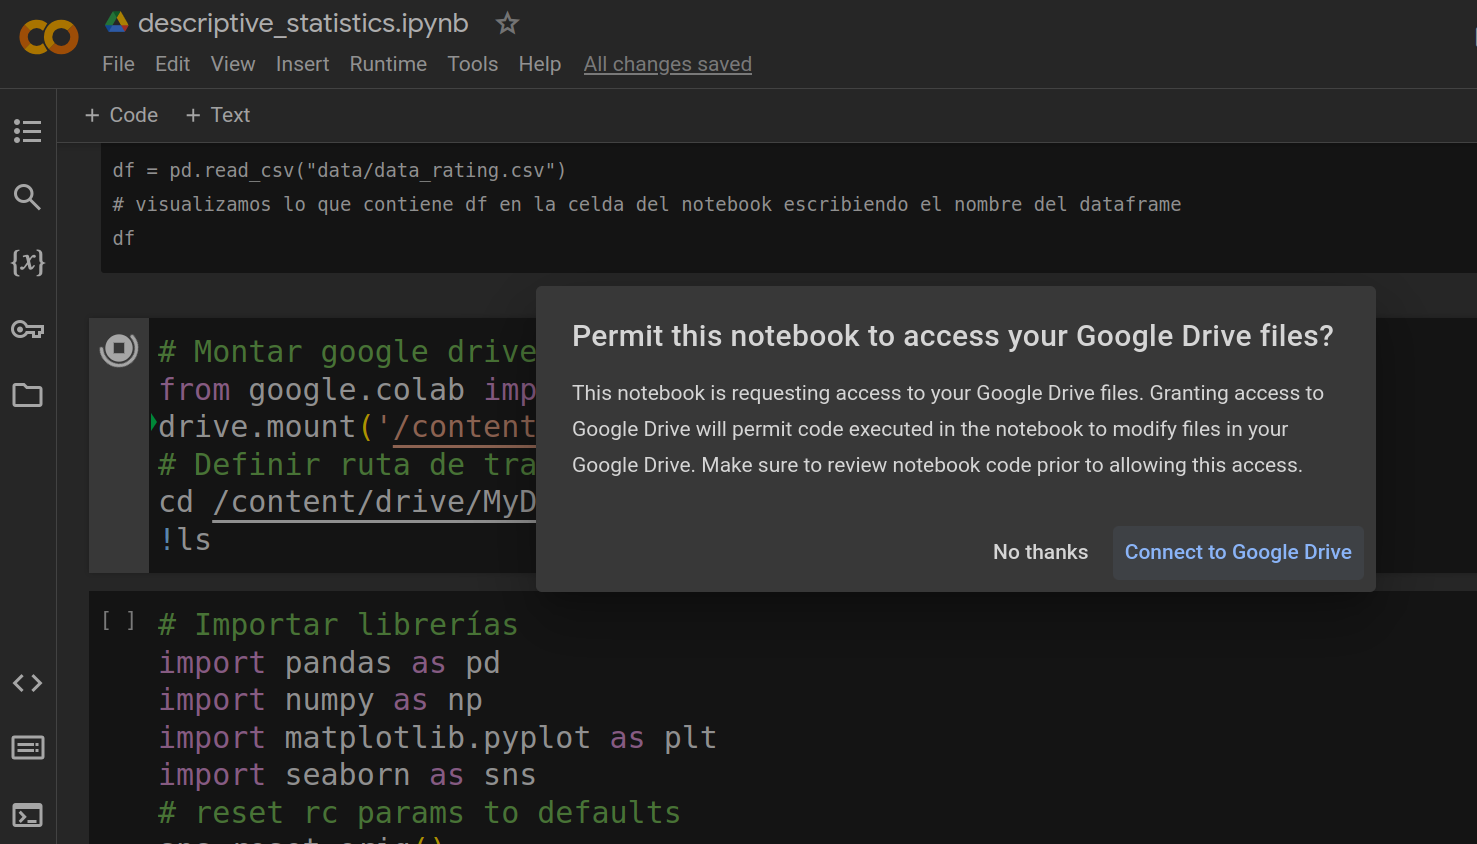 descriptive_statistics.ipynb
File Edit View Insert Runtime Tools Help All changes saved
+ Code + Text
df = pd.read_csv("data/data_rating.csv")
# visualizamos lo que contiene df en la celda del notebook escribiendo el nombre del dataframe
df
# Montar google drive
from google.colab imp
drive.mount('/content
# Definir ruta de tra
cd /content/drive/MyD
!ls
Permit this notebook to access your Google Drive files?
This notebook is requesting access to your Google Drive files. Granting access to
Google Drive will permit code executed in the notebook to modify files in your
Google Drive. Make sure to review notebook code prior to allowing this access.
No thanks Connect to Google Drive
[ ] # Importar librerías
import pandas as pd
import numpy as np
import matplotlib.pyplot as plt
import seaborn as sns
# reset rc params to defaults